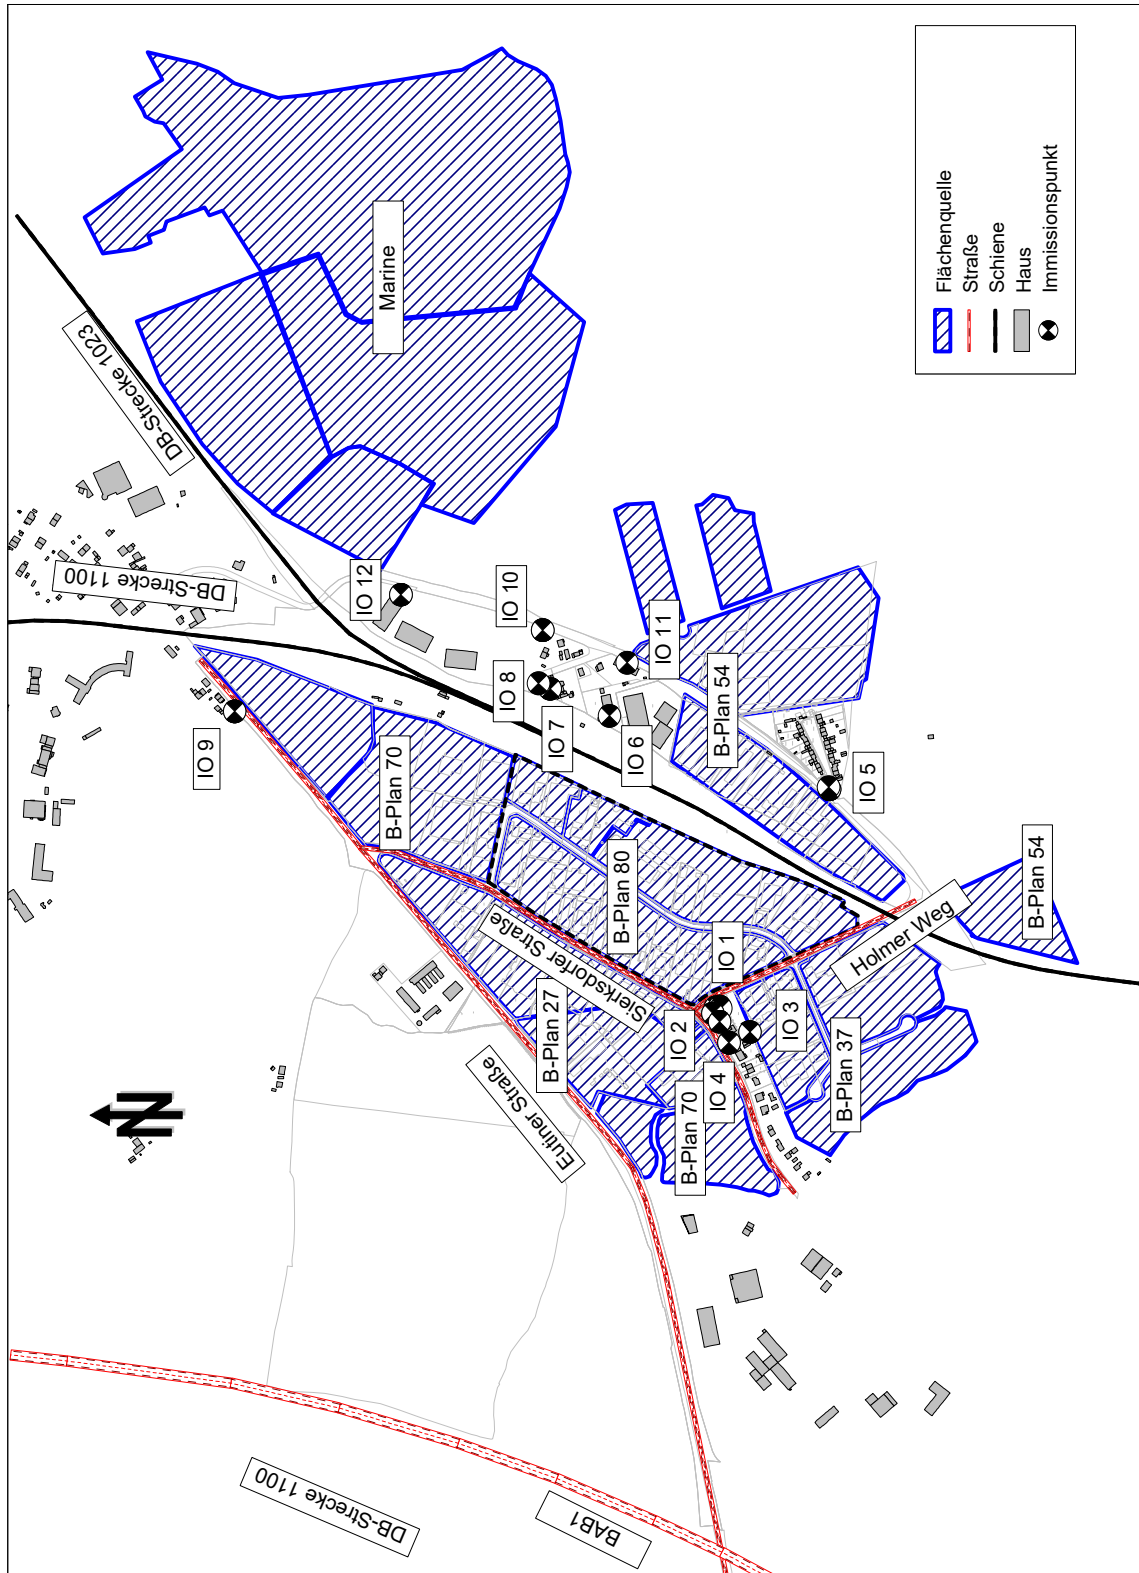 DB-Strecke 1023
DB-Strecke 1100
Marine
IO 12
IO 10
IO 11
IO 9
IO 8
IO 7
IO 6
B-Plan 54
IO 5
B-Plan 70
B-Plan 80
Sierksdorfer Straße
IO 1
Holmer Weg
B-Plan 54
B-Plan 27
IO 2
IO 3
IO 4
B-Plan 37
B-Plan 70
Eutiner Straße
N
DB-Strecke 1100
BAB1
Flächenquelle
Straße
Schiene
Haus
Immissionspunkt